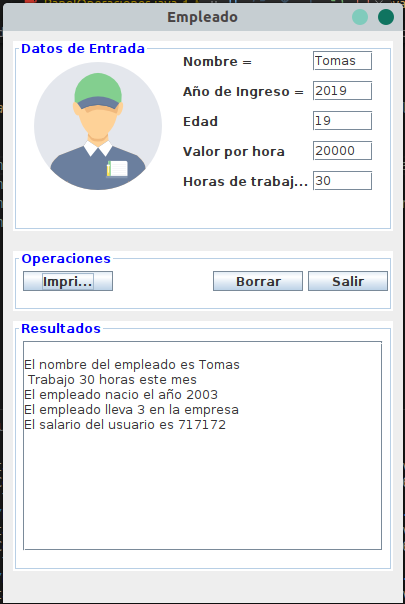 Empleado
Datos de Entrada
Nombre = Tomas
Año de Ingreso = 2019
Edad 19
Valor por hora 20000
Horas de trabaj... 30
Operaciones
Impri... Borrar Salir
Resultados
El nombre del empleado es Tomas
Trabajo 30 horas este mes
El empleado nacio el año 2003
El empleado lleva 3 en la empresa
El salario del usuario es 717172